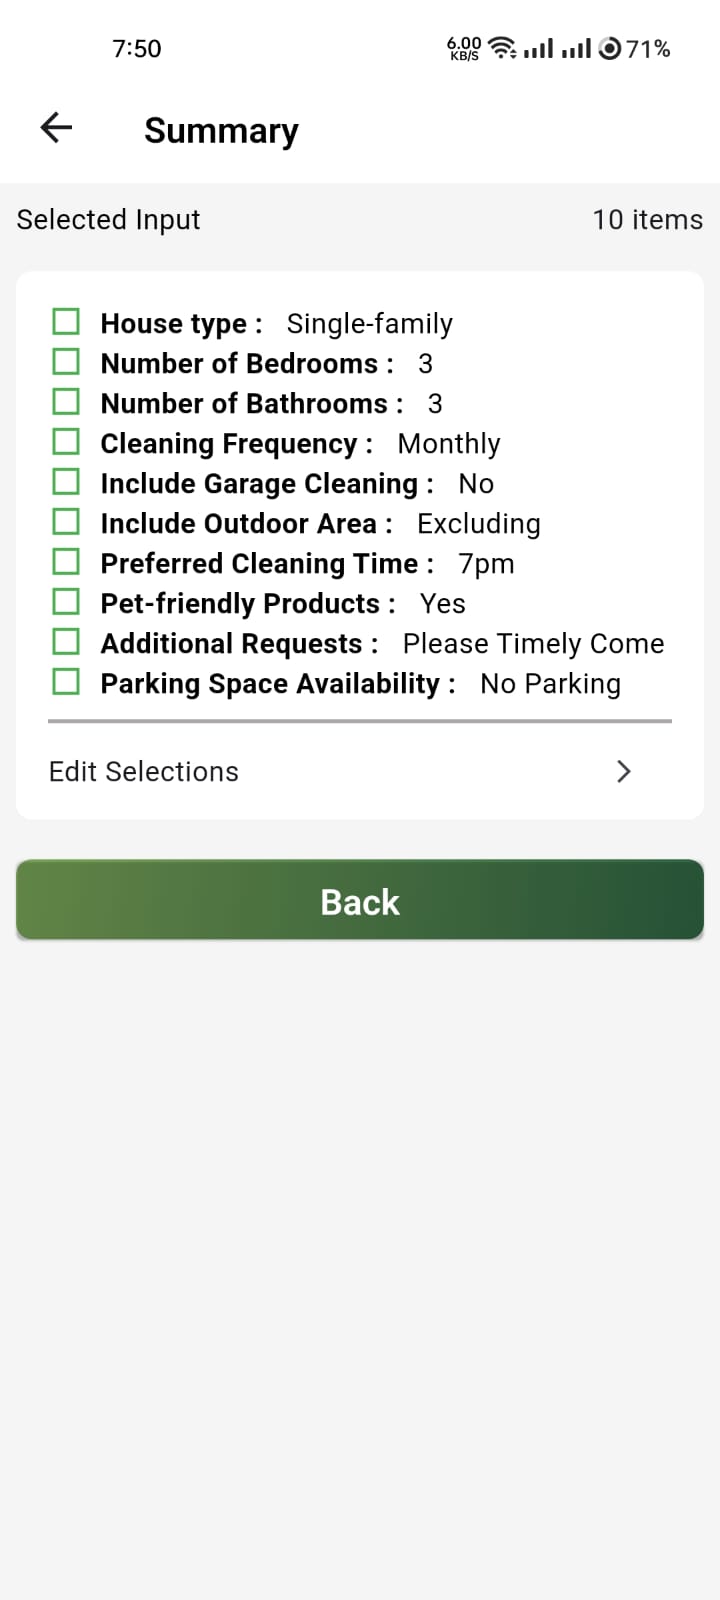 7:50
6.00
KB/S
71%
Summary
Selected Input 10 items
House type : Single-family
Number of Bedrooms : 3
Number of Bathrooms : 3
Cleaning Frequency : Monthly
Include Garage Cleaning : No
Include Outdoor Area : Excluding
Preferred Cleaning Time : 7pm
Pet-friendly Products : Yes
Additional Requests : Please Timely Come
Parking Space Availability : No Parking
Edit Selections
Back